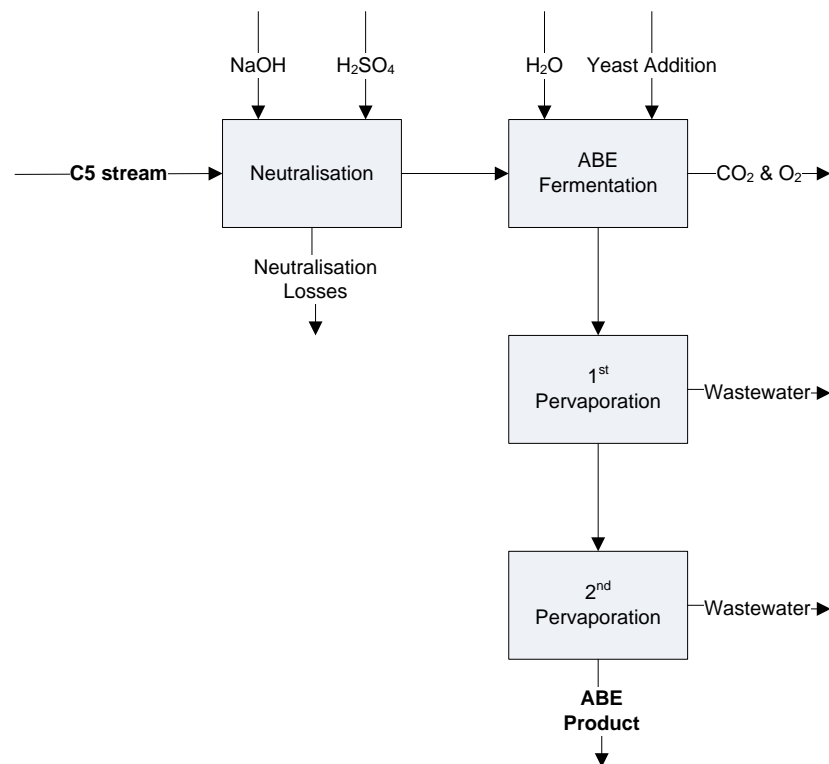 NaOH
H₂SO₄
H₂O
Yeast Addition
C5 stream
Neutralisation
ABE
Fermentation
CO₂ & O₂
Neutralisation
Losses
1ˢᵗ
Pervaporation
Wastewater
2ⁿᵈ
Pervaporation
Wastewater
ABE
Product